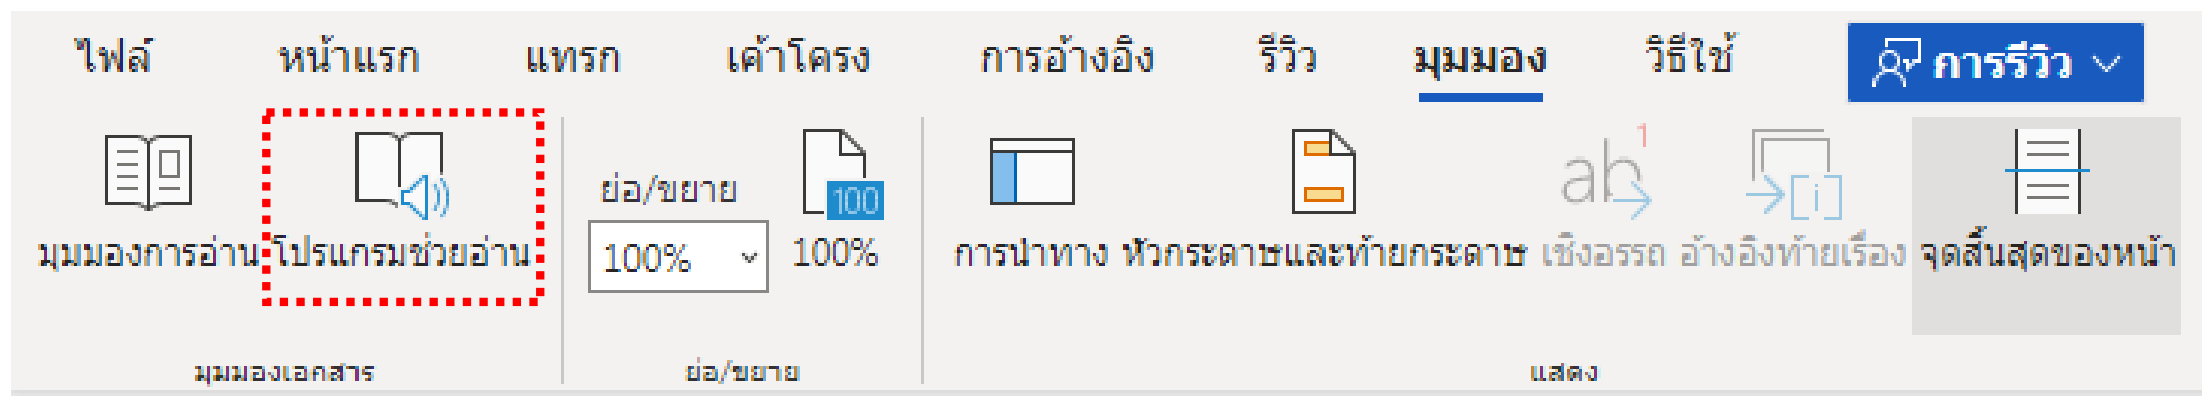 ไฟล์ หน้าแรก แทรก เค้าโครง การอ้างอิง รีวิว มุมมอง วิธีใช้ การรีวิว
ab 1 [i]
ย่อ/ขยาย 100
มุมมองการอ่าน โปรแกรมช่วยอ่าน 100% 100% การนำทาง หัวกระดาษและท้ายกระดาษ เชิงอรรถ อ้างอิงท้ายเรื่อง จุดสิ้นสุดของหน้า
มุมมองเอกสาร ย่อ/ขยาย แสดง